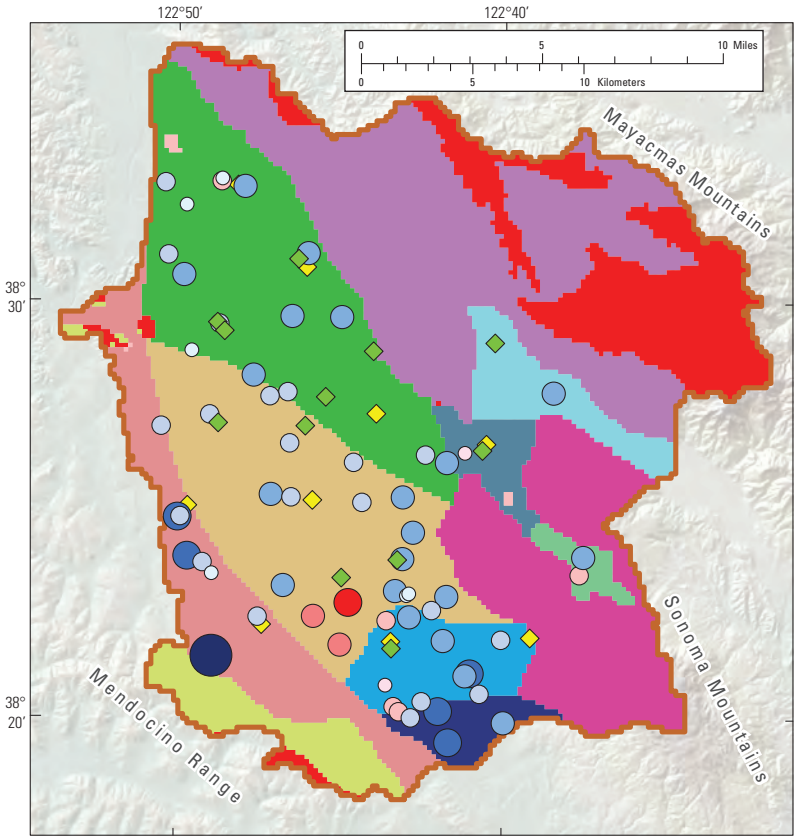 122°50'
122°40'
0 5 10 Miles
0 5 10 Kilometers
Mayacmas Mountains
38°
30'
Sonoma Mountains
Mendocino Range
38°
20'